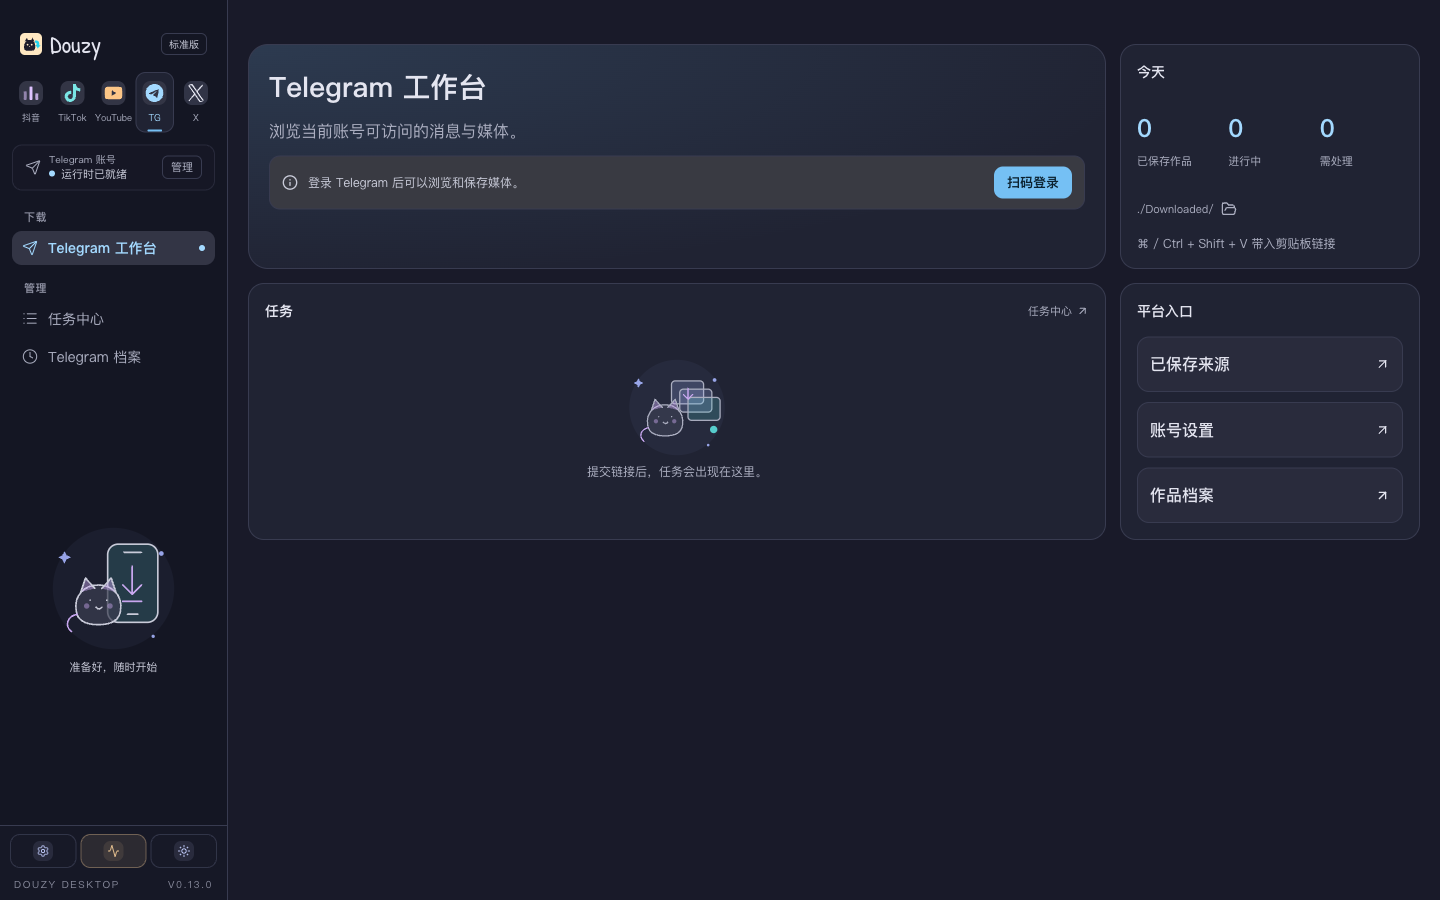 Douzy
标准版
抖音
TikTok
YouTube
TG
X
Telegram 账号
运行时已就绪
管理
下载
Telegram 工作台
管理
任务中心
Telegram 档案
准备好，随时开始
DOUZY DESKTOP
V0.13.0
Telegram 工作台
浏览当前账号可访问的消息与媒体。
登录 Telegram 后可以浏览和保存媒体。
扫码登录
今天
0
0
0
已保存作品
进行中
需处理
./Downloaded/
⌘ / Ctrl + Shift + V 带入剪贴板链接
任务
任务中心
提交链接后，任务会出现在这里。
平台入口
已保存来源
账号设置
作品档案